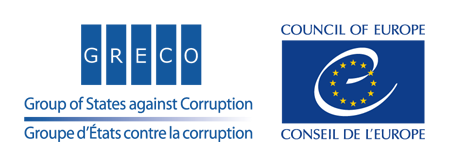 GRECO
Group of States against Corruption
Groupe d'États contre la corruption
COUNCIL OF EUROPE
CONSEIL DE L'EUROPE